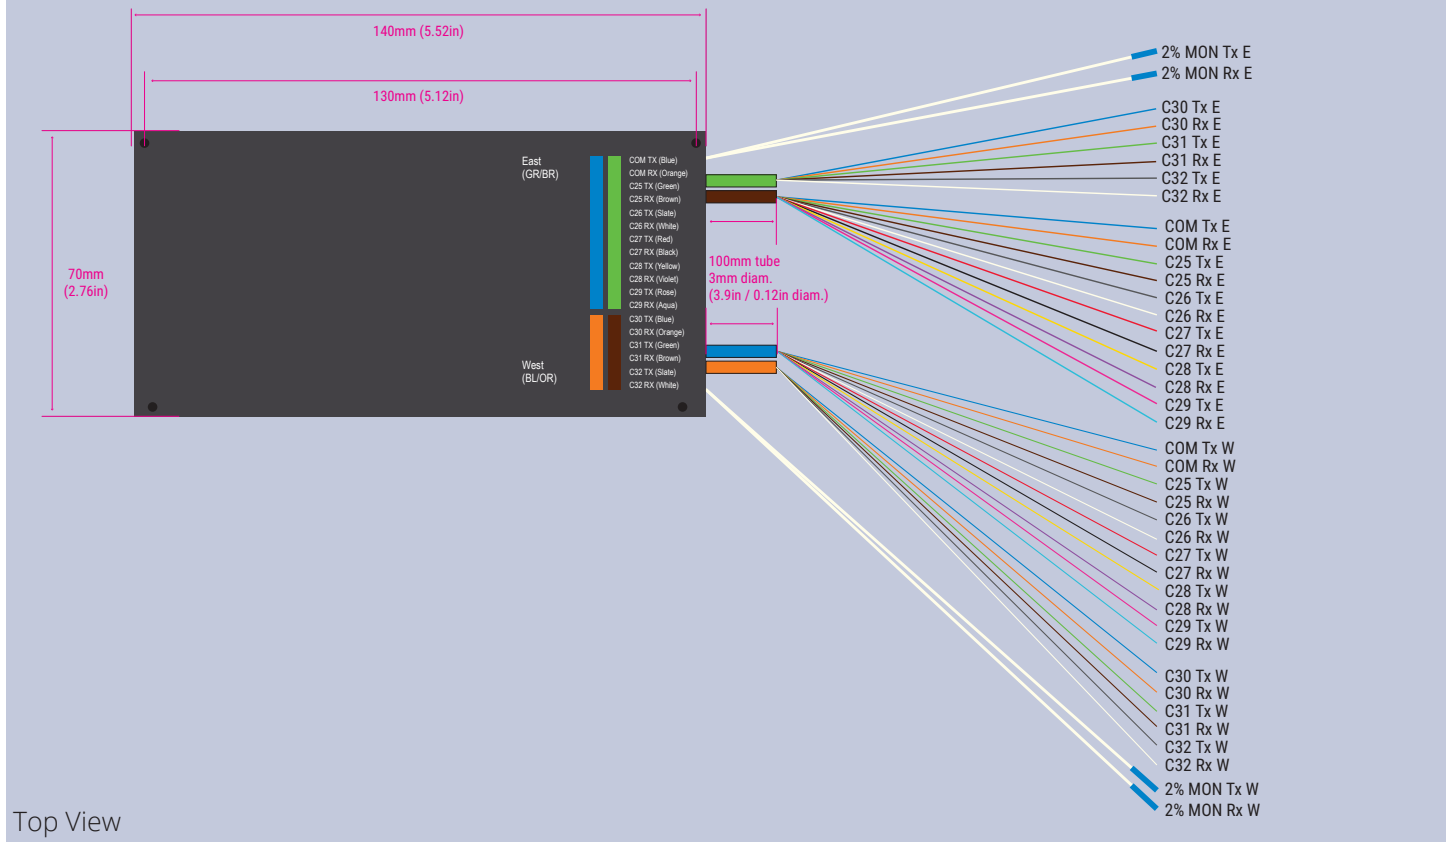 140mm (5.52in)
130mm (5.12in)
70mm
(2.76in)
East
(GR/BR)
COM TX (Blue)
COM RX (Orange)
C25 TX (Green)
C25 RX (Brown)
C26 TX (Slate)
C26 RX (White)
C27 TX (Red)
C27 RX (Black)
C28 TX (Yellow)
C28 RX (Violet)
C29 TX (Rose)
C29 RX (Aqua)
C30 TX (Blue)
C30 RX (Orange)
C31 TX (Green)
C31 RX (Brown)
C32 TX (Slate)
C32 RX (White)
West
(BL/OR)
100mm tube
3mm diam.
(3.9in / 0.12in diam.)
2% MON Tx E
2% MON Rx E
C30 Tx E
C30 Rx E
C31 Tx E
C31 Rx E
C32 Tx E
C32 Rx E
COM Tx E
COM Rx E
C25 Tx E
C25 Rx E
C26 Tx E
C26 Rx E
C27 Tx E
C27 Rx E
C28 Tx E
C28 Rx E
C29 Tx E
C29 Rx E
COM Tx W
COM Rx W
C25 Tx W
C25 Rx W
C26 Tx W
C26 Rx W
C27 Tx W
C27 Rx W
C28 Tx W
C28 Rx W
C29 Tx W
C29 Rx W
C30 Tx W
C30 Rx W
C31 Tx W
C31 Rx W
C32 Tx W
C32 Rx W
2% MON Tx W
2% MON Rx W
Top View